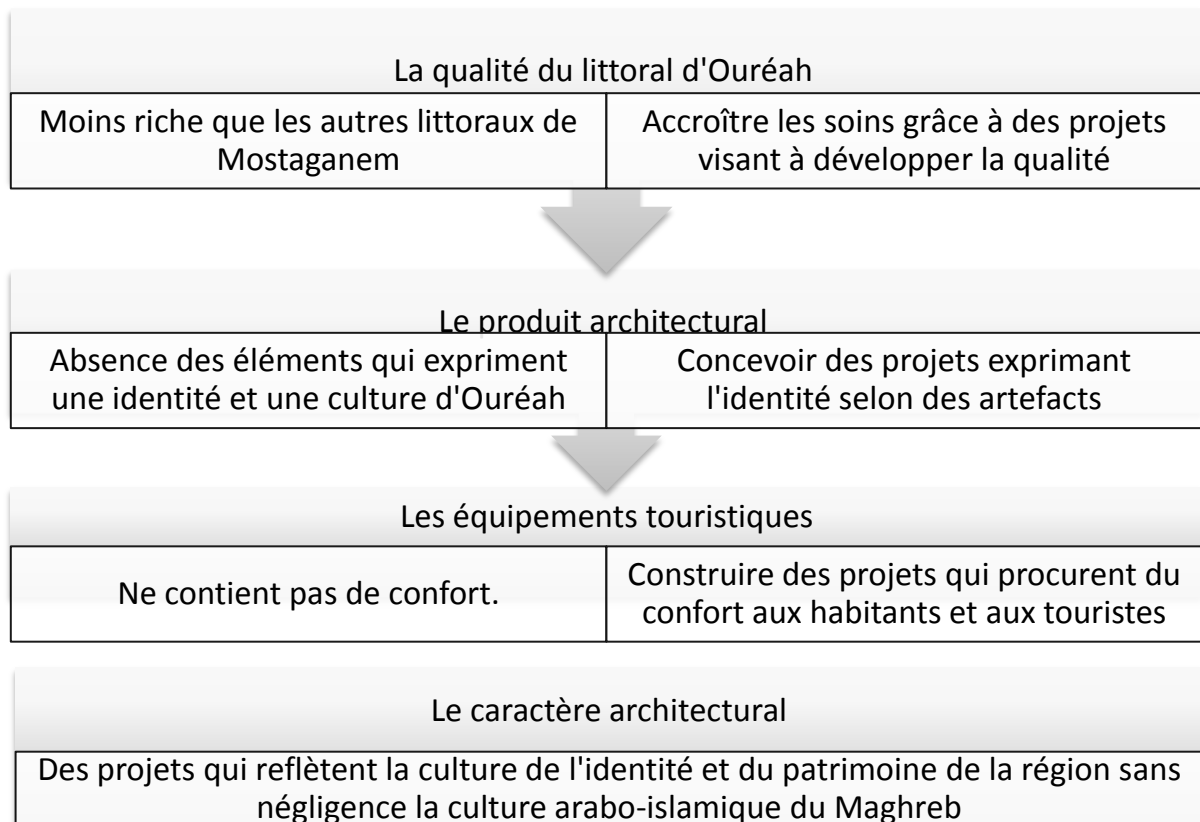 La qualité du littoral d'Ouréah
Moins riche que les autres littoraux de
Mostaganem
Accroître les soins grâce à des projets
visant à développer la qualité
Le produit architectural
Absence des éléments qui expriment
une identité et une culture d'Ouréah
Concevoir des projets exprimant
l'identité selon des artefacts
Les équipements touristiques
Ne contient pas de confort.
Construire des projets qui procurent du
confort aux habitants et aux touristes
Le caractère architectural
Des projets qui reflètent la culture de l'identité et du patrimoine de la région sans
négligence la culture arabo-islamique du Maghreb